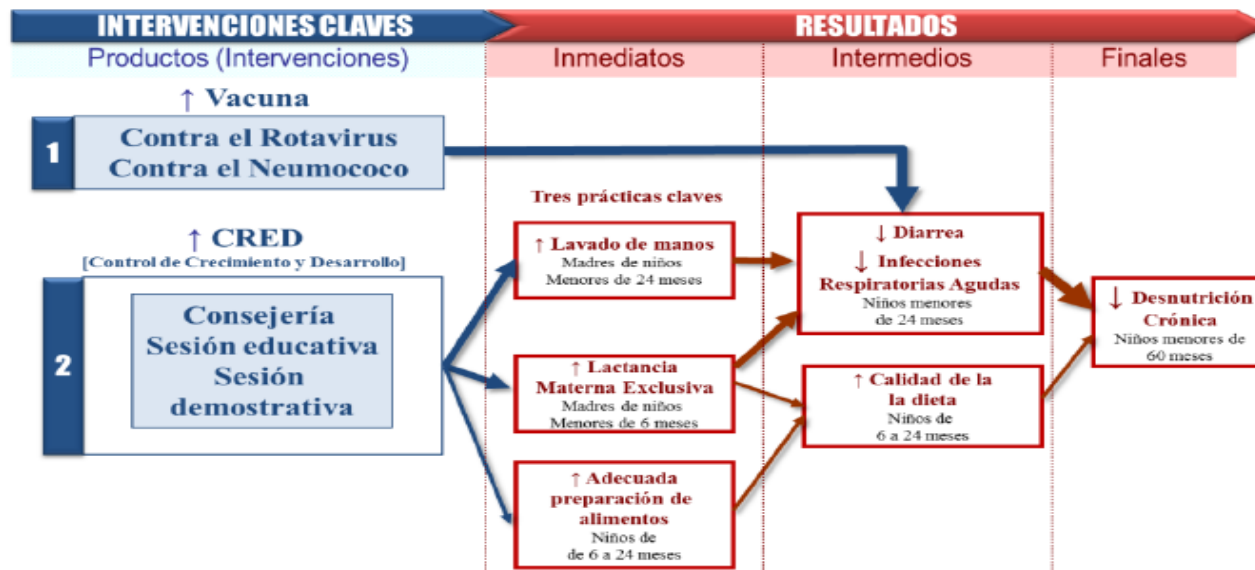 INTERVENCIONES CLAVES
RESULTADOS
Productos (Intervenciones)
Inmediatos
Intermedios
Finales
↑ Vacuna
1
Contra el Rotavirus
Contra el Neumococo
↑ CRED
[Control de Crecimiento y Desarrollo]
2
Consejería
Sesión educativa
Sesión
demostrativa
Tres prácticas claves
↑ Lavado de manos
Madres de niños
Menores de 24 meses
↑ Lactancia
Materna Exclusiva
Madres de niños
Menores de 6 meses
↑ Adecuada
preparación de
alimentos
Niños de
de 6 a 24 meses
↓ Diarrea
↓ Infecciones
Respiratorias Agudas
Niños menores
de 24 meses
↑ Calidad de la
la dieta
Niños de
6 a 24 meses
↓ Desnutrición
Crónica
Niños menores de
60 meses